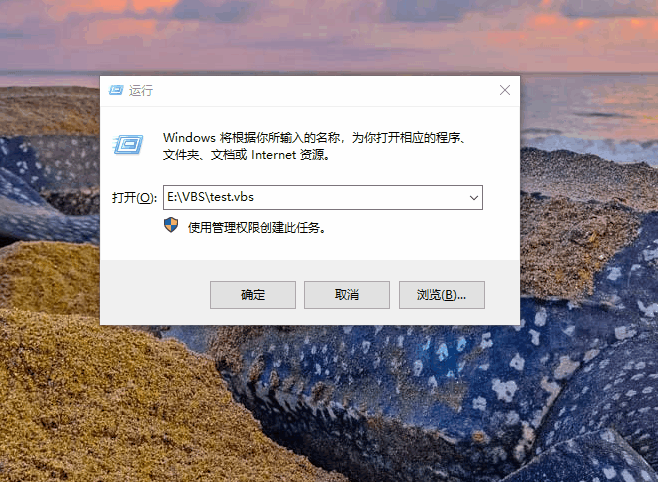 运行
Windows 将根据你所输入的名称，为你打开相应的程序、
文件夹、文档或 Internet 资源。
打开(O): E:\VBS\test.vbs
使用管理权限创建此任务。
确定 取消 浏览(B)...